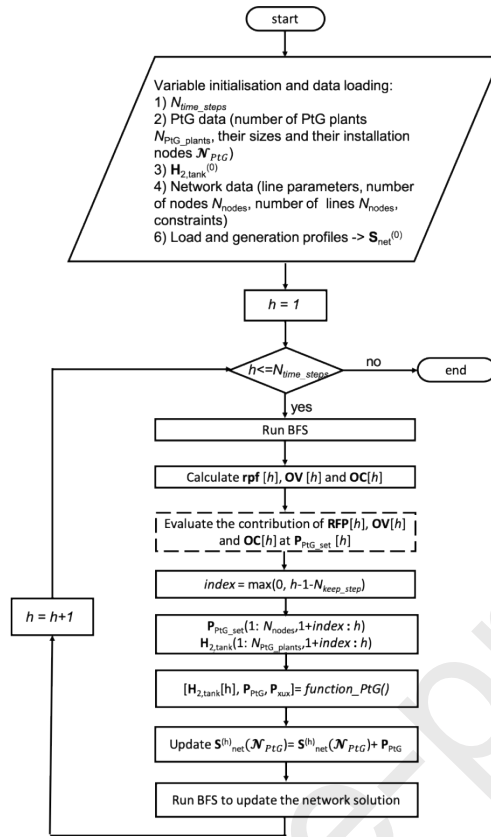 start
Variable initialisation and data loading:
1) N_time_steps
2) PtG data (number of PtG plants
N_PtG_plants, their sizes and their installation
nodes 𝓝_PtG)
3) H_2,tank^(0)
4) Network data (line parameters, number
of nodes N_nodes, number of lines N_nodes,
constraints)
6) Load and generation profiles -> S_net^(0)
h = 1
h<=N_time_steps
no
end
yes
Run BFS
Calculate rpf [h], OV [h] and OC[h]
Evaluate the contribution of RFP[h], OV[h]
and OC[h] at P_PtG_set [h]
index = max(0, h-1-N_keep_step)
h = h+1
P_PtG_set(1: N_nodes,1+index : h)
H_2,tank(1: N_PtG_plants,1+index : h)
[H_2,tank[h], P_PtG, P_xux]= function_PtG()
Update S^(h)_net(𝓝_PtG)= S^(h)_net(𝓝_PtG)+ P_PtG
Run BFS to update the network solution
e-p